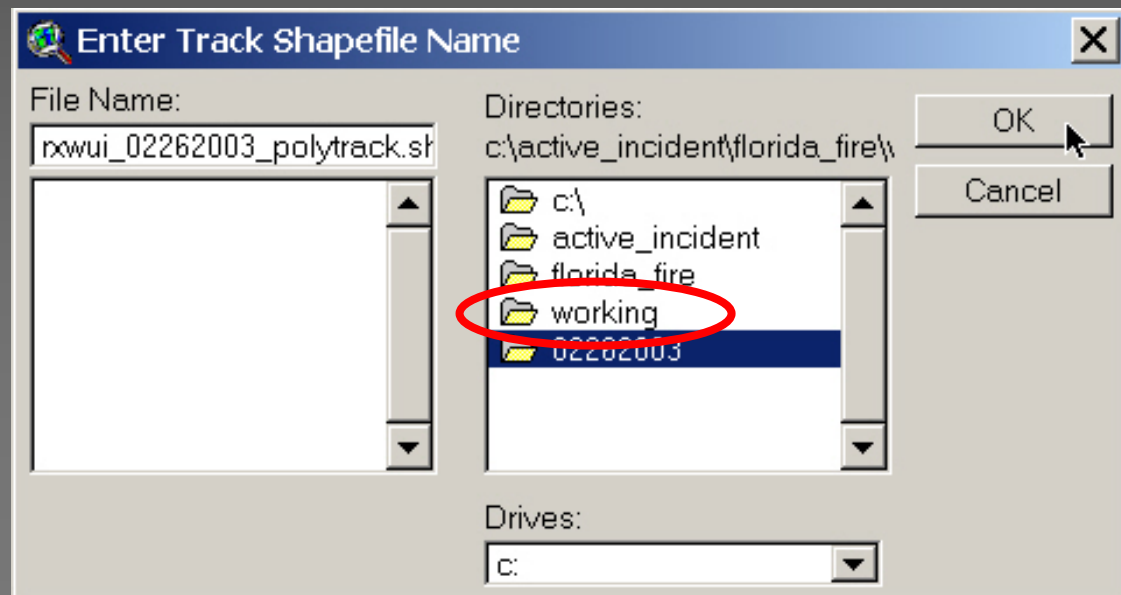 Enter Track Shapefile Name
File Name:
rxwui_02262003_polytrack.sh
Directories:
c:\active_incident\florida_fire\
c:\
active_incident
florida_fire
working
02262003
OK
Cancel
Drives:
c: